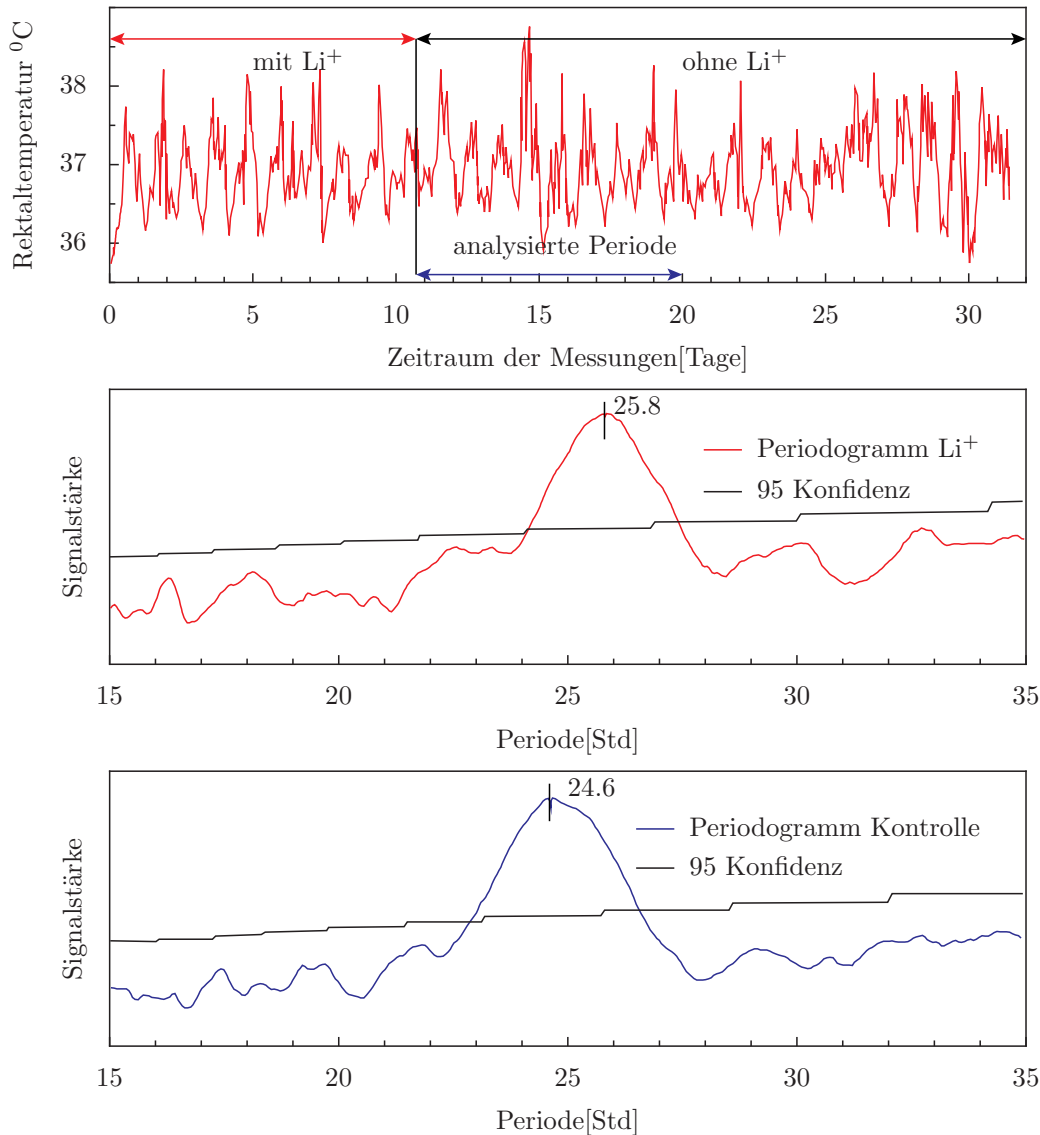 Rektaltemperatur ⁰C
38
37
36
mit Li⁺
ohne Li⁺
analysierte Periode
0 5 10 15 20 25 30
Zeitraum der Messungen[Tage]
Signalstärke
25.8
Periodogramm Li⁺
95 Konfidenz
15 20 25 30 35
Periode[Std]
Signalstärke
24.6
Periodogramm Kontrolle
95 Konfidenz
15 20 25 30 35
Periode[Std]